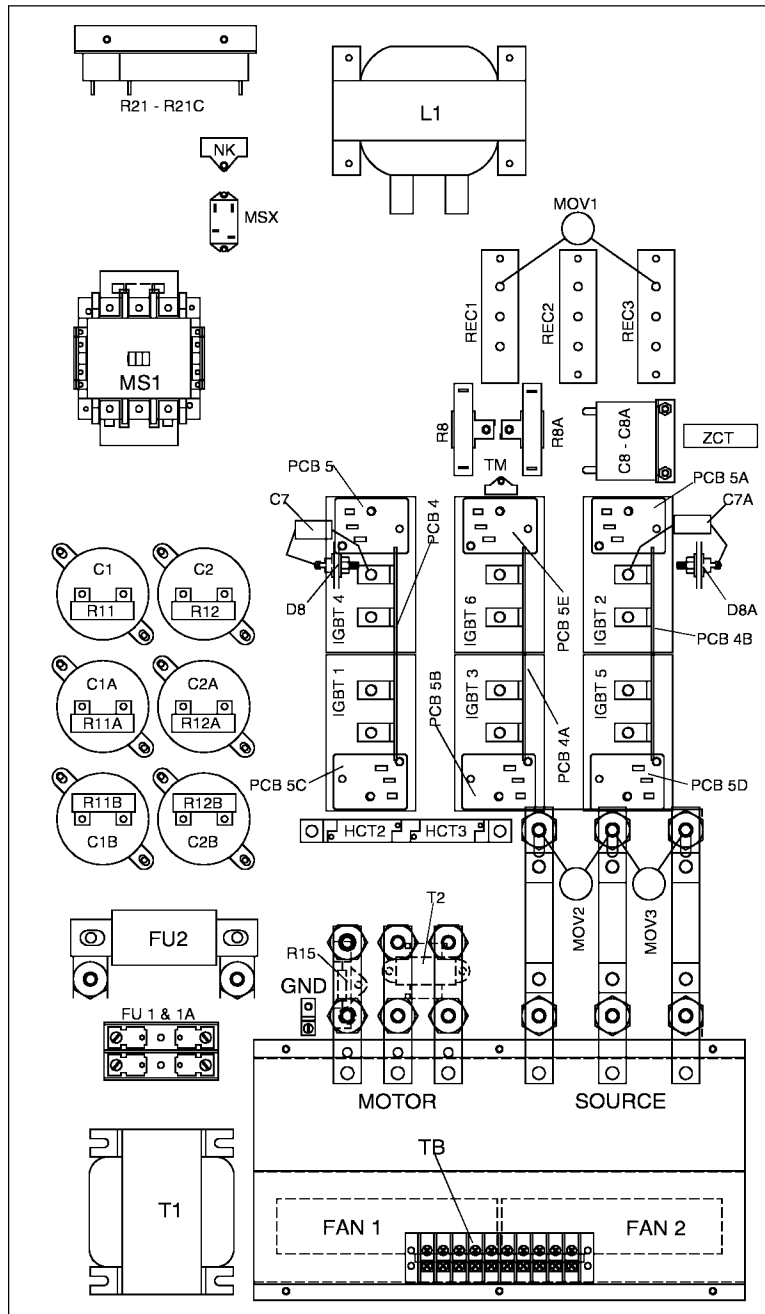 R21 - R21C
L1
NK
MSX
MOV1
REC1
REC2
REC3
MS1
R8
R8A
C8 - C8A
ZCT
TM
PCB 5
PCB 4
PCB 5A
C7
C7A
C1
C2
R11
R12
D8
IGBT 4
IGBT 6
PCB 5E
IGBT 2
D8A
PCB 4B
C1A
C2A
R11A
R12A
IGBT 1
PCB 5B
IGBT 3
PCB 4A
IGBT 5
PCB 5C
PCB 5D
R11B
R12B
C1B
C2B
HCT2
HCT3
T2
MOV2
MOV3
FU2
R15
GND
FU 1 & 1A
MOTOR
SOURCE
TB
T1
FAN 1
FAN 2